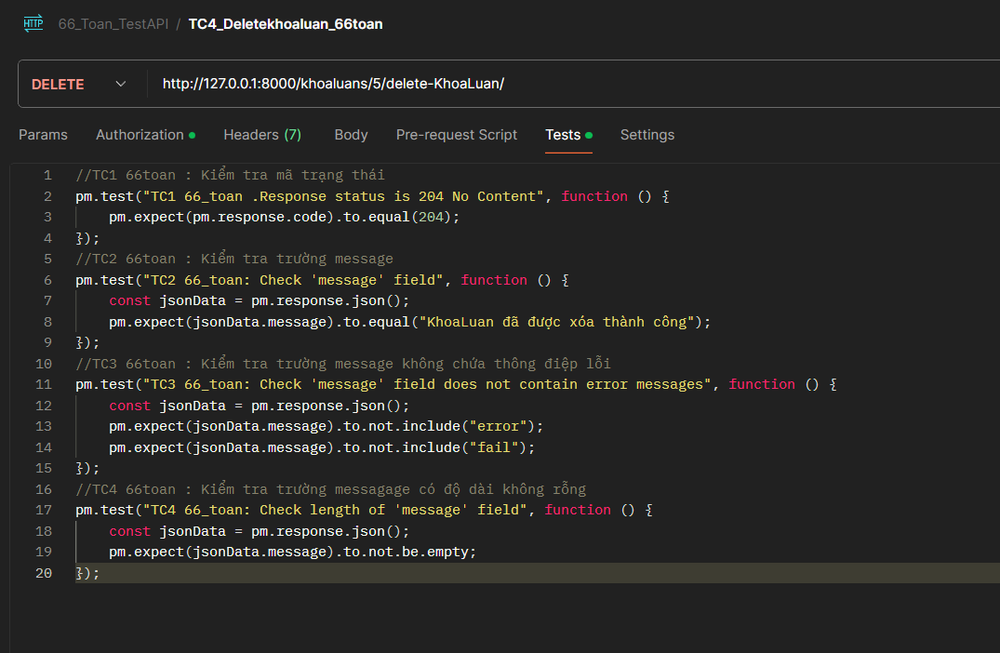 HTTP 66_Toan_TestAPI / TC4_Deletekhoaluan_66toan
DELETE http://127.0.0.1:8000/khoaluans/5/delete-KhoaLuan/
Params Authorization Headers (7) Body Pre-request Script Tests Settings
1 //TC1 66toan : Kiểm tra mã trạng thái
2 pm.test("TC1 66_toan .Response status is 204 No Content", function () {
3 pm.expect(pm.response.code).to.equal(204);
4 });
5 //TC2 66toan : Kiểm tra trường message
6 pm.test("TC2 66_toan: Check 'message' field", function () {
7 const jsonData = pm.response.json();
8 pm.expect(jsonData.message).to.equal("KhoaLuan đã được xóa thành công");
9 });
10 //TC3 66toan : Kiểm tra trường message không chứa thông điệp lỗi
11 pm.test("TC3 66_toan: Check 'message' field does not contain error messages", function () {
12 const jsonData = pm.response.json();
13 pm.expect(jsonData.message).to.not.include("error");
14 pm.expect(jsonData.message).to.not.include("fail");
15 });
16 //TC4 66toan : Kiểm tra trường messagage có độ dài không rỗng
17 pm.test("TC4 66_toan: Check length of 'message' field", function () {
18 const jsonData = pm.response.json();
19 pm.expect(jsonData.message).to.not.be.empty;
20 });